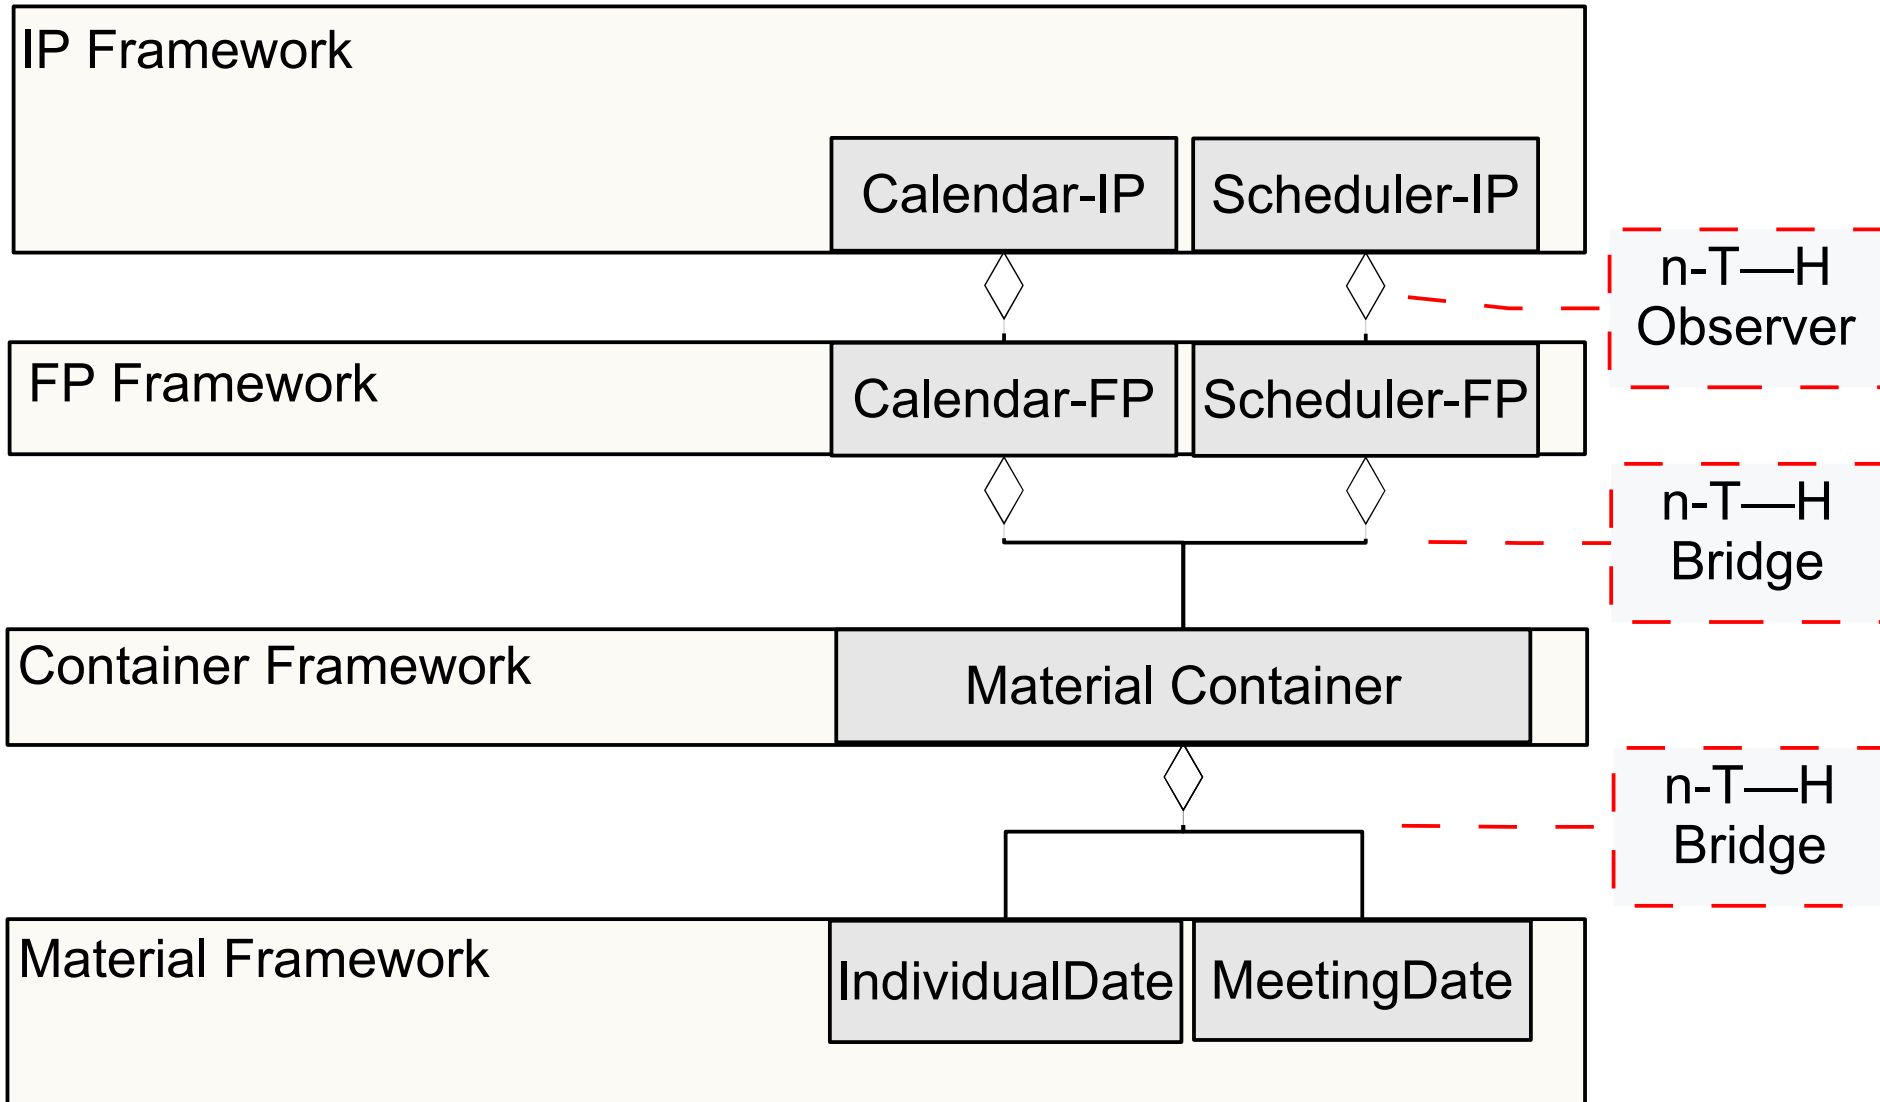 IP Framework
Calendar-IP
Scheduler-IP
n-T—H
Observer
FP Framework
Calendar-FP
Scheduler-FP
n-T—H
Bridge
Container Framework
Material Container
n-T—H
Bridge
Material Framework
IndividualDate
MeetingDate